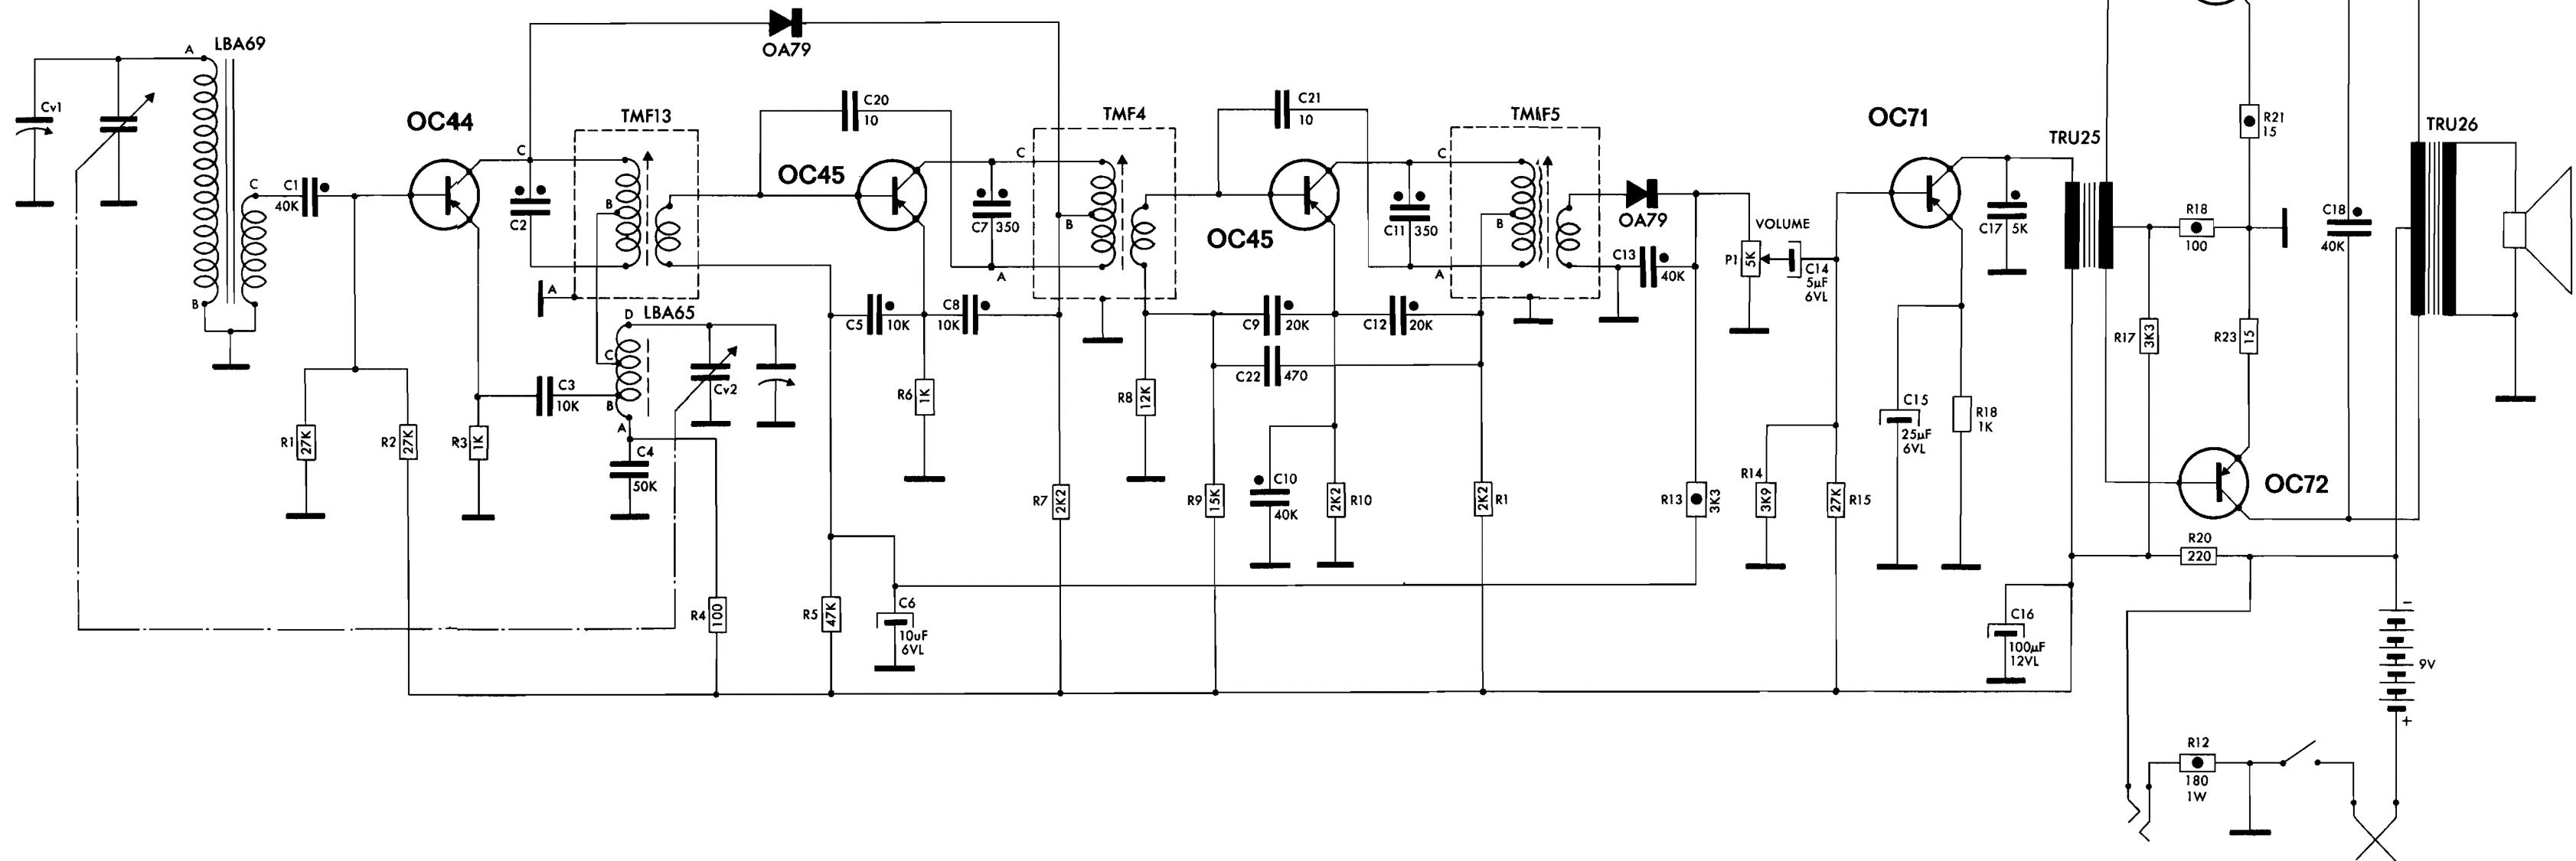 LBA69
A
Cv1
B
C
C1
40K
OC44
R1
27K
R2
27K
R3
1K
C
C2
OA79
TMF13
B
A
LBA65
D
C
B
A
C3
10K
Cv2
C4
50K
R4
100
C20
10
OC45
C5
10K
C8
10K
R6
1K
R5
47K
C6
10uF
6VL
C
C7
350
A
TMF4
B
R7
2K2
R8
12K
C21
10
OC45
C9
20K
C12
20K
C22
470
R9
15K
C10
40K
R10
2K2
C
C11
350
A
TMF5
B
R1
2K2
OA79
C13
40K
R13
3K3
VOLUME
P1
5K
C14
5µF
6VL
R14
3K9
R15
27K
OC71
C15
25µF
6VL
R18
1K
C17
5K
C16
100µF
12VL
TRU25
R18
100
R17
3K3
R21
15
R23
15
OC72
R20
220
C18
40K
TRU26
-
9V
+
R12
180
1W